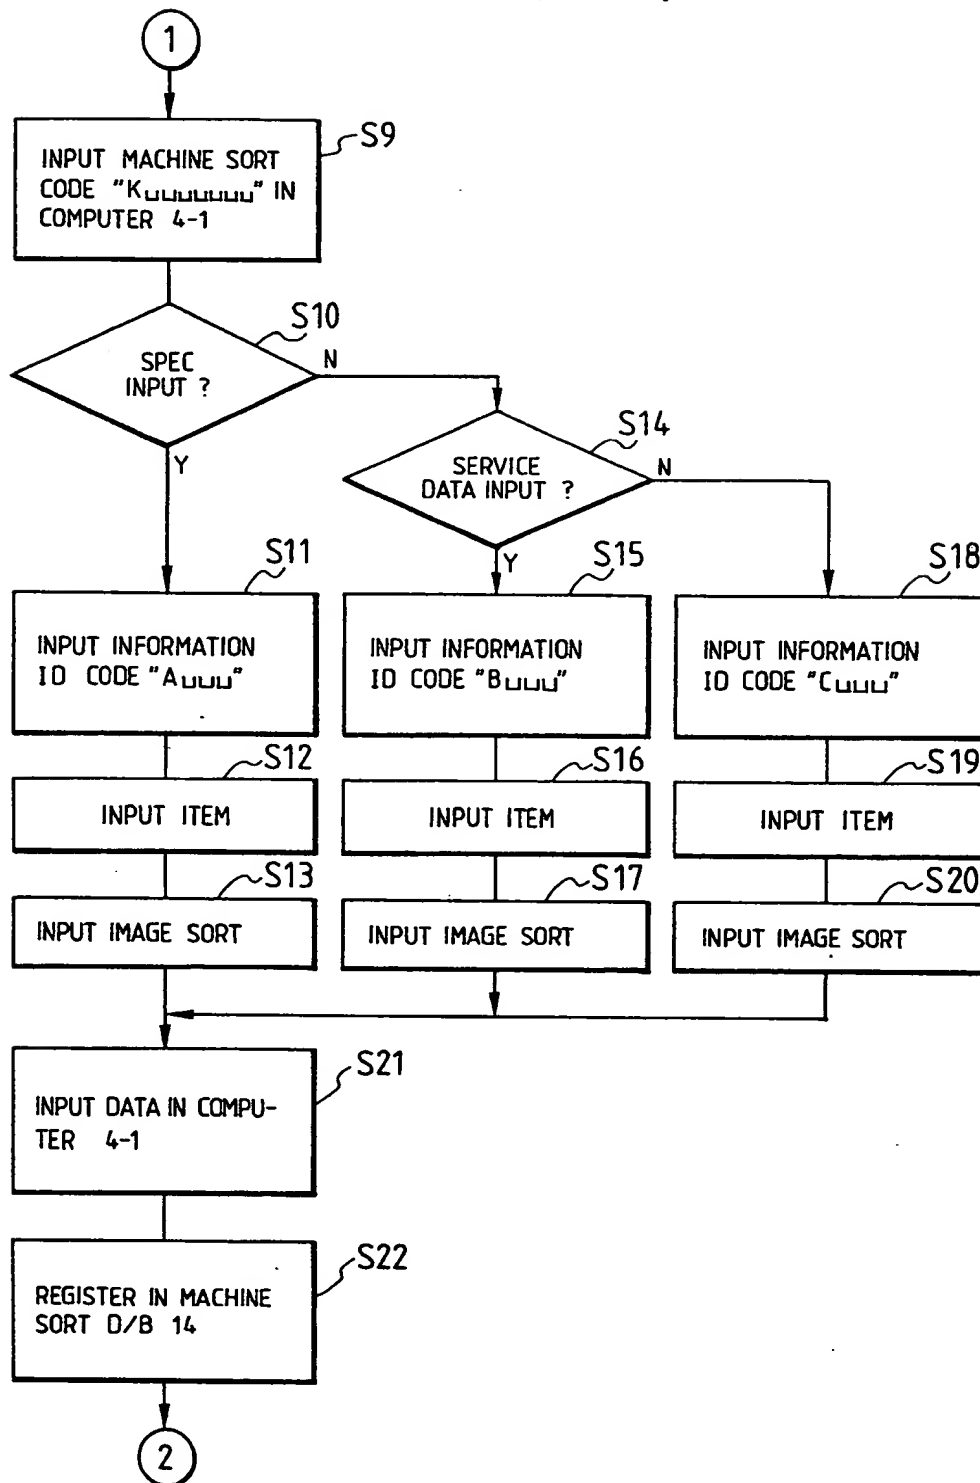 1
S9
INPUT MACHINE SORT
CODE "K␣␣␣␣␣␣␣" IN
COMPUTER 4-1
S10
SPEC
INPUT ?
N
Y
S14
SERVICE
DATA INPUT ?
N
Y
S11
INPUT INFORMATION
ID CODE "A␣␣␣"
S15
INPUT INFORMATION
ID CODE "B␣␣␣"
S18
INPUT INFORMATION
ID CODE "C␣␣␣"
S12
INPUT ITEM
S16
INPUT ITEM
S19
INPUT ITEM
S13
INPUT IMAGE SORT
S17
INPUT IMAGE SORT
S20
INPUT IMAGE SORT
S21
INPUT DATA IN COMPU-
TER 4-1
S22
REGISTER IN MACHINE
SORT D/B 14
2